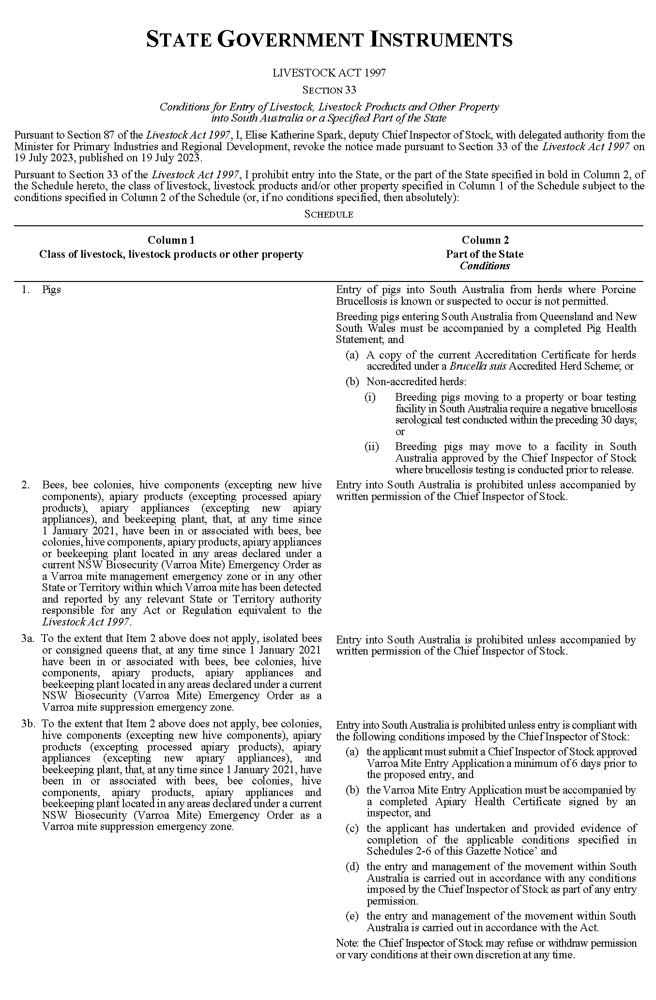 STATE GOVERNMENT INSTRUMENTS
LIVESTOCK ACT 1997
SECTION 33
Conditions for Entry of Livestock, Livestock Products and Other Property
into South Australia or a Specified Part of the State
Pursuant to Section 87 of the Livestock Act 1997, I, Elise Katherine Spark, deputy Chief Inspector of Stock, with delegated authority from the
Minister for Primary Industries and Regional Development, revoke the notice made pursuant to Section 33 of the Livestock Act 1997 on
19 July 2023, published on 19 July 2023.
Pursuant to Section 33 of the Livestock Act 1997, I prohibit entry into the State, or the part of the State specified in bold in Column 2, of
the Schedule hereto, the class of livestock, livestock products and/or other property specified in Column 1 of the Schedule subject to the
conditions specified in Column 2 of the Schedule (or, if no conditions specified, then absolutely):
SCHEDULE
Column 1
Class of livestock, livestock products or other property
Column 2
Part of the State
Conditions
1. Pigs
Entry of pigs into South Australia from herds where Porcine
Brucellosis is known or suspected to occur is not permitted.
Breeding pigs entering South Australia from Queensland and New
South Wales must be accompanied by a completed Pig Health
Statement; and
(a) A copy of the current Accreditation Certificate for herds
accredited under a Brucella suis Accredited Herd Scheme; or
(b) Non-accredited herds:
(i) Breeding pigs moving to a property or boar testing
facility in South Australia require a negative brucellosis
serological test conducted within the preceding 30 days;
or
(ii) Breeding pigs may move to a facility in South
Australia approved by the Chief Inspector of Stock
where brucellosis testing is conducted prior to release.
2. Bees, bee colonies, hive components (excepting new hive
components), apiary products (excepting processed apiary
products), apiary appliances (excepting new apiary
appliances), and beekeeping plant, that, at any time since
1 January 2021, have been in or associated with bees, bee
colonies, hive components, apiary products, apiary appliances
or beekeeping plant located in any areas declared under a
current NSW Biosecurity (Varroa Mite) Emergency Order as
a Varroa mite management emergency zone or in any other
State or Territory within which Varroa mite has been detected
and reported by any relevant State or Territory authority
responsible for any Act or Regulation equivalent to the
Livestock Act 1997.
Entry into South Australia is prohibited unless accompanied by
written permission of the Chief Inspector of Stock.
3a. To the extent that Item 2 above does not apply, isolated bees
or consigned queens that, at any time since 1 January 2021
have been in or associated with bees, bee colonies, hive
components, apiary products, apiary appliances and
beekeeping plant located in any areas declared under a current
NSW Biosecurity (Varroa Mite) Emergency Order as a
Varroa mite suppression emergency zone.
Entry into South Australia is prohibited unless accompanied by
written permission of the Chief Inspector of Stock.
3b. To the extent that Item 2 above does not apply, bee colonies,
hive components (excepting new hive components), apiary
products (excepting processed apiary products), apiary
appliances (excepting new apiary appliances), and
beekeeping plant, that, at any time since 1 January 2021, have
been in or associated with bees, bee colonies, hive
components, apiary products, apiary appliances and
beekeeping plant located in any areas declared under a current
NSW Biosecurity (Varroa Mite) Emergency Order as a
Varroa mite suppression emergency zone.
Entry into South Australia is prohibited unless entry is compliant with
the following conditions imposed by the Chief Inspector of Stock:
(a) the applicant must submit a Chief Inspector of Stock approved
Varroa Mite Entry Application a minimum of 6 days prior to
the proposed entry, and
(b) the Varroa Mite Entry Application must be accompanied by
a completed Apiary Health Certificate signed by an
inspector, and
(c) the applicant has undertaken and provided evidence of
completion of the applicable conditions specified in
Schedules 2-6 of this Gazette Notice’ and
(d) the entry and management of the movement within South
Australia is carried out in accordance with any conditions
imposed by the Chief Inspector of Stock as part of any entry
permission.
(e) the entry and management of the movement within South
Australia is carried out in accordance with the Act.
Note: the Chief Inspector of Stock may refuse or withdraw permission
or vary conditions at their own discretion at any time.